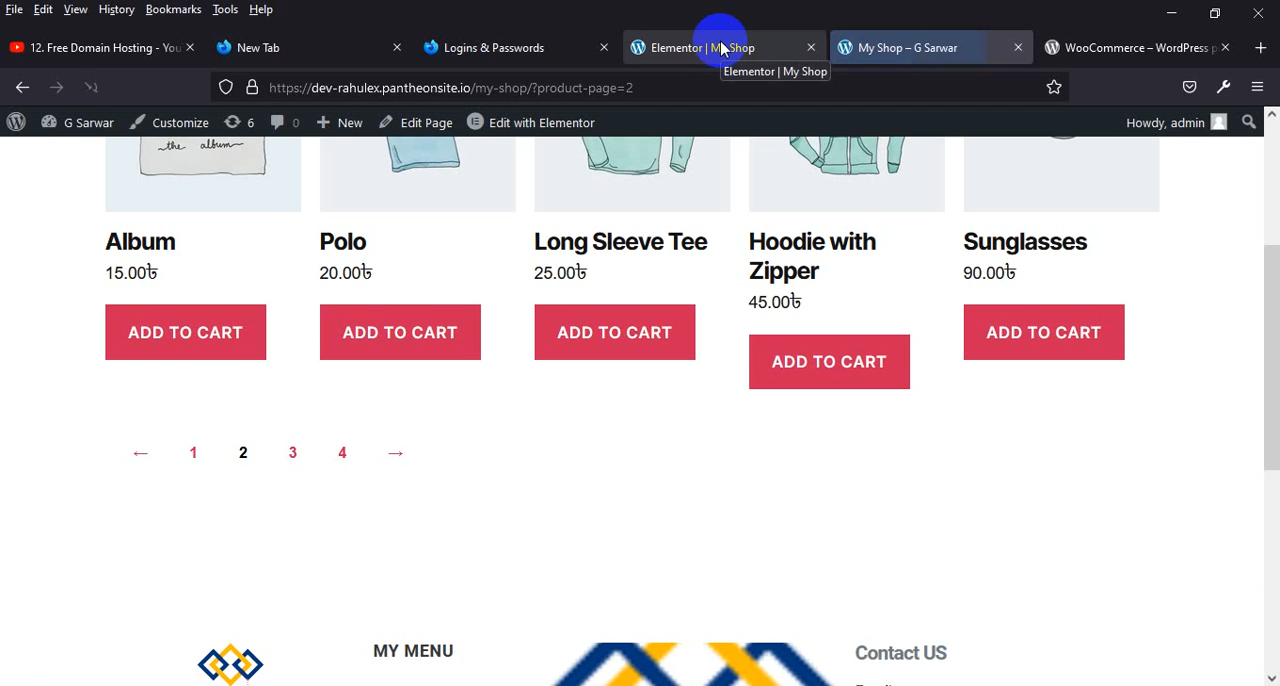 File Edit View History Bookmarks Tools Help
12. Free Domain Hosting - You
New Tab
Logins & Passwords
Elementor | My Shop
My Shop – G Sarwar
WooCommerce – WordPress p
Elementor | My Shop
https://dev-rahulex.pantheonsite.io/my-shop/?product-page=2
G Sarwar Customize 6 0 New Edit Page Edit with Elementor Howdy, admin
the album
Album Polo Long Sleeve Tee Hoodie with Zipper Sunglasses
15.00৳ 20.00৳ 25.00৳ 45.00৳ 90.00৳
ADD TO CART ADD TO CART ADD TO CART ADD TO CART ADD TO CART
← 1 2 3 4 →
MY MENU
Contact US